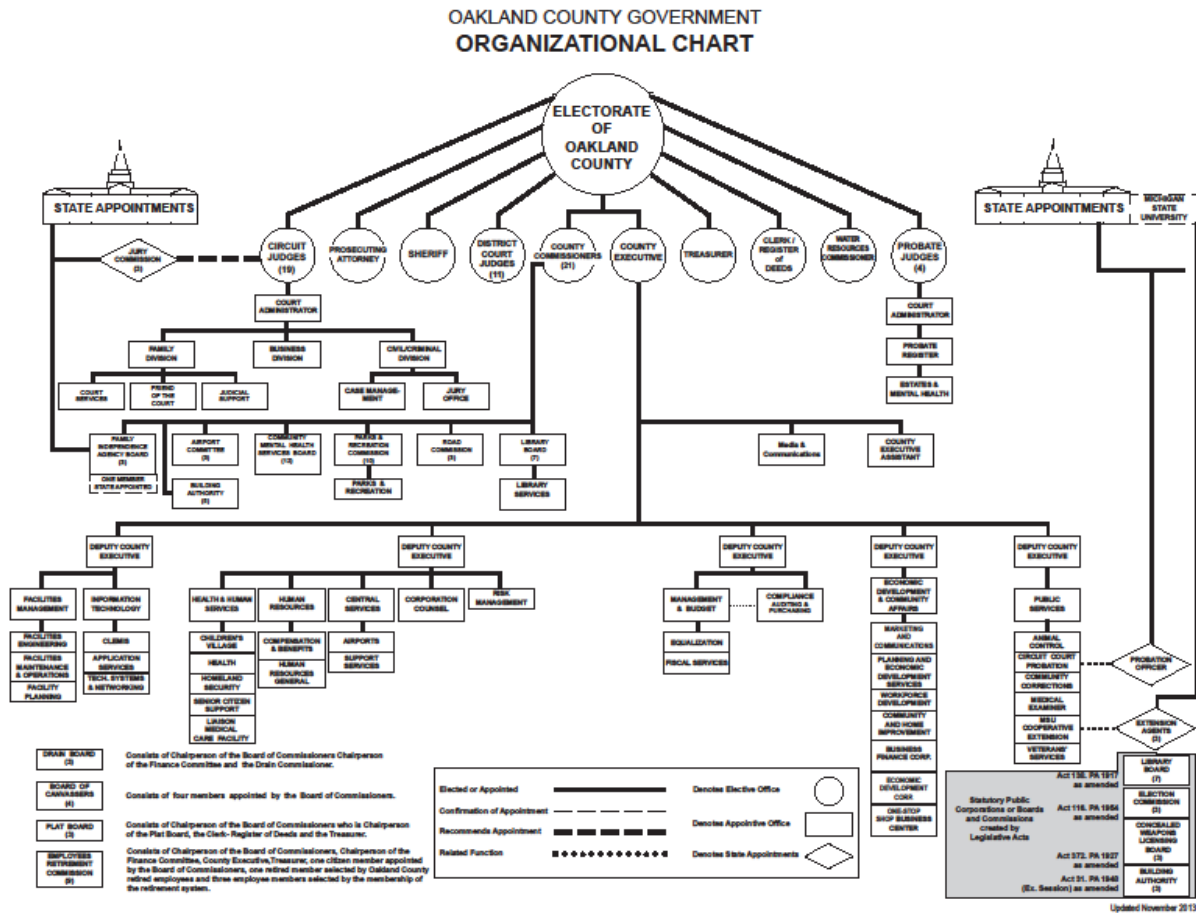 OAKLAND COUNTY GOVERNMENT
ORGANIZATIONAL CHART
ELECTORATE
OF
OAKLAND
COUNTY
STATE APPOINTMENTS
STATE APPOINTMENTS
MICHIGAN
STATE
UNIVERSITY
JURY
COMMISSION
(3)
CIRCUIT
JUDGES
(19)
PROSECUTING
ATTORNEY
SHERIFF
DISTRICT
COURT
JUDGES
(11)
COUNTY
COMMISSIONERS
(21)
COUNTY
EXECUTIVE
TREASURER
CLERK /
REGISTER
of
DEEDS
WATER
RESOURCES
COMMISSIONER
PROBATE
JUDGES
(4)
COURT
ADMINISTRATOR
COURT
ADMINISTRATOR
FAMILY
DIVISION
BUSINESS
DIVISION
CIVIL/CRIMINAL
DIVISION
PROBATE
REGISTER
COURT
SERVICES
FRIEND
OF THE
COURT
JUDICIAL
SUPPORT
CASE MANAGE-
MENT
JURY
OFFICE
ESTATES &
MENTAL HEALTH
FAMILY
INDEPENDENCE
AGENCY BOARD
(3)
ONE MEMBER
STATE APPOINTED
AIRPORT
COMMITTEE
BUILDING
AUTHORITY
COMMUNITY
MENTAL HEALTH
SERVICES BOARD
(12)
PARKS &
RECREATION
COMMISSION
(10)
PARKS &
RECREATION
ROAD
COMMISSION
(3)
LIBRARY
BOARD
(7)
LIBRARY
SERVICES
Media &
Communications
COUNTY
EXECUTIVE
ASSISTANT
DEPUTY COUNTY
EXECUTIVE
DEPUTY COUNTY
EXECUTIVE
DEPUTY COUNTY
EXECUTIVE
DEPUTY COUNTY
EXECUTIVE
DEPUTY COUNTY
EXECUTIVE
FACILITIES
MANAGEMENT
FACILITIES
ENGINEERING
FACILITIES
MAINTENANCE
& OPERATIONS
FACILITY
PLANNING
INFORMATION
TECHNOLOGY
CLEMIS
APPLICATION
SERVICES
TECH. SYSTEMS
& NETWORKING
HEALTH & HUMAN
SERVICES
CHILDREN'S
VILLAGE
HEALTH
HOMELAND
SECURITY
SENIOR CITIZEN
SUPPORT
LIAISON
MEDICAL
CARE FACILITY
HUMAN
RESOURCES
COMPENSATION
& BENEFITS
HUMAN
RESOURCES
GENERAL
CENTRAL
SERVICES
AIRPORTS
SUPPORT
SERVICES
CORPORATION
COUNSEL
RISK
MANAGEMENT
MANAGEMENT
& BUDGET
EQUALIZATION
FISCAL SERVICES
COMPLIANCE
AUDITING &
PURCHASING
ECONOMIC
DEVELOPMENT
& COMMUNITY
AFFAIRS
MARKETING
AND
COMMUNICATIONS
PLANNING AND
ECONOMIC
DEVELOPMENT
SERVICES
WORKFORCE
DEVELOPMENT
COMMUNITY
AND HOME
IMPROVEMENT
BUSINESS
FINANCE CORP.
ECONOMIC
DEVELOPMENT
CORP.
ONE-STOP
SHOP BUSINESS
CENTER
PUBLIC
SERVICES
ANIMAL
CONTROL
CIRCUIT COURT
PROBATION
COMMUNITY
CORRECTIONS
MEDICAL
EXAMINER
MSU
COOPERATIVE
EXTENSION
VETERANS'
SERVICES
PROBATION
OFFICER
EXTENSION
AGENTS
(3)
DRAIN BOARD
(3)
Consists of Chairperson of the Board of Commissioners Chairperson
of the Finance Committee and the Drain Commissioner.
BOARD OF
CANVASSERS
(4)
Consists of four members appointed by the Board of Commissioners.
PLAT BOARD
(3)
Consists of Chairperson of the Board of Commissioners who is Chairperson
of the Plat Board, the Clerk- Register of Deeds and the Treasurer.
EMPLOYEES
RETIREMENT
COMMISSION
(9)
Consists of Chairperson of the Board of Commissioners, Chairperson of the
Finance Committee, County Executive,Treasurer, one citizen member appointed
by the Board of Commissioners, one retired member selected by Oakland County
retired employees and three employee members selected by the membership of
the retirement system.
Elected or Appointed
Confirmation of Appointment
Recommends Appointment
Related Function
Denotes Elective Office
Denotes Appointive Office
Denotes State Appointments
Statutory Public
Corporations or Boards
and Commissions
created by
Legislative Acts
Act 138. PA 1917
as amended
LIBRARY
BOARD
(7)
Act 116. PA 1954
as amended
ELECTION
COMMISSION
(3)
Act 372. PA 1927
as amended
CONCEALED
WEAPONS
LICENSING
BOARD
(3)
Act 31. PA 1948
(Ex. Session) as amended
BUILDING
AUTHORITY
(3)
Updated November 2013